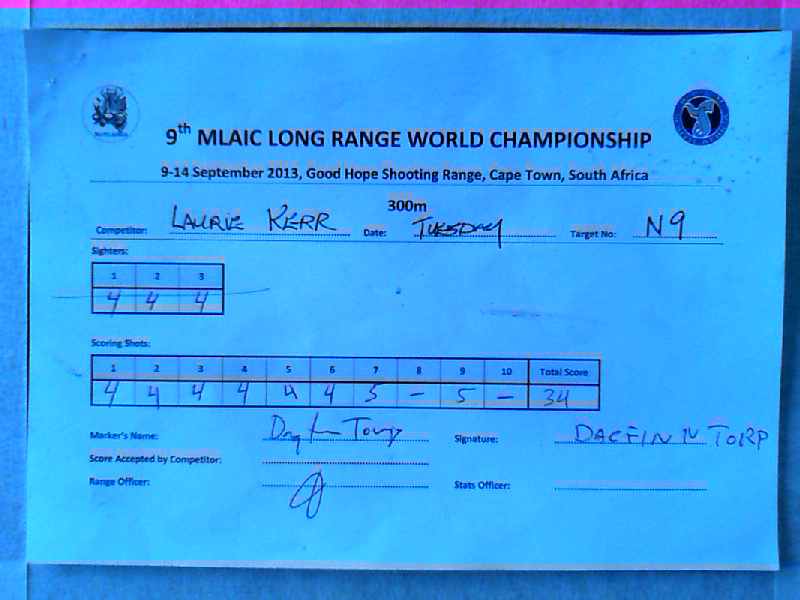 9th MLAIC LONG RANGE WORLD CHAMPIONSHIP
9-14 September 2013, Good Hope Shooting Range, Cape Town, South Africa
300m
Competitor: LAURIE KERR Date: TUESDAY Target No: N9
Sighters:
1 2 3
4 4 4
Scoring Shots:
1 2 3 4 5 6 7 8 9 10 Total Score
4 4 4 4 4 4 5 – 5 – 34
Marker's Name: Torp Signature: DAGFINN TORP
Score Accepted by Competitor:
Range Officer: Stats Officer: